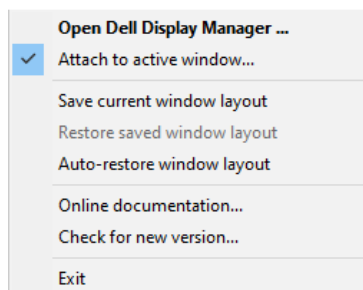 Open Dell Display Manager ...
Attach to active window...
Save current window layout
Restore saved window layout
Auto-restore window layout
Online documentation...
Check for new version...
Exit